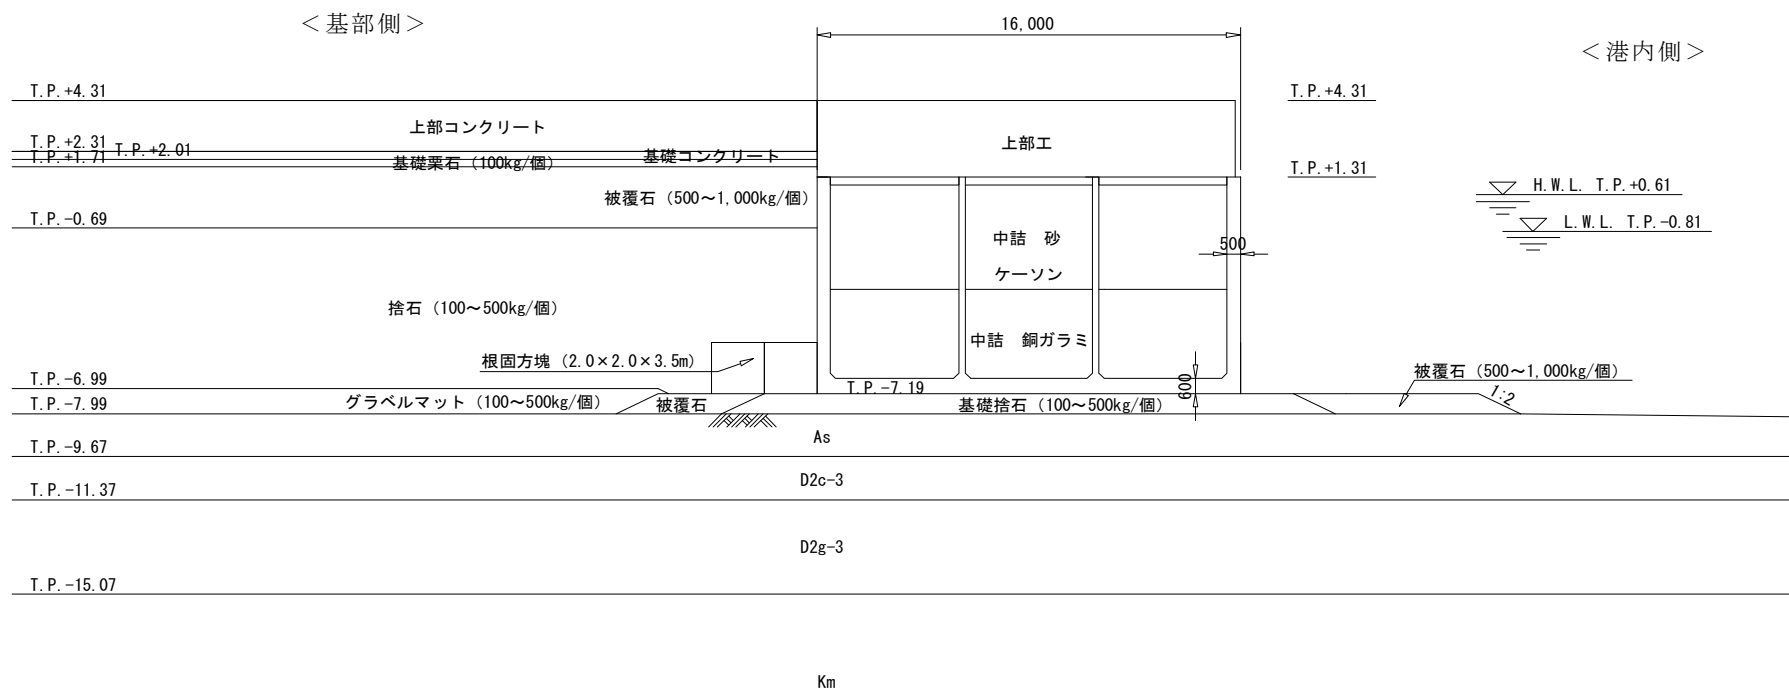 ＜基部側＞
16,000
＜港内側＞
T.P.+4.31
T.P.+4.31
上部コンクリート
T.P.+2.31
T.P.+2.01
上部工
T.P.+1.71
基礎栗石（100kg/個）
基礎コンクリート
T.P.+1.31
被覆石（500～1,000kg/個）
H.W.L. T.P.+0.61
T.P.-0.69
L.W.L. T.P.-0.81
中詰　砂
500
ケーソン
捨石（100～500kg/個）
中詰　銅ガラミ
根固方塊（2.0×2.0×3.5m）
被覆石（500～1,000kg/個）
T.P.-6.99
T.P.-7.19
600
1:2
T.P.-7.99
グラベルマット（100～500kg/個）
被覆石
基礎捨石（100～500kg/個）
As
T.P.-9.67
D2c-3
T.P.-11.37
D2g-3
T.P.-15.07
Km